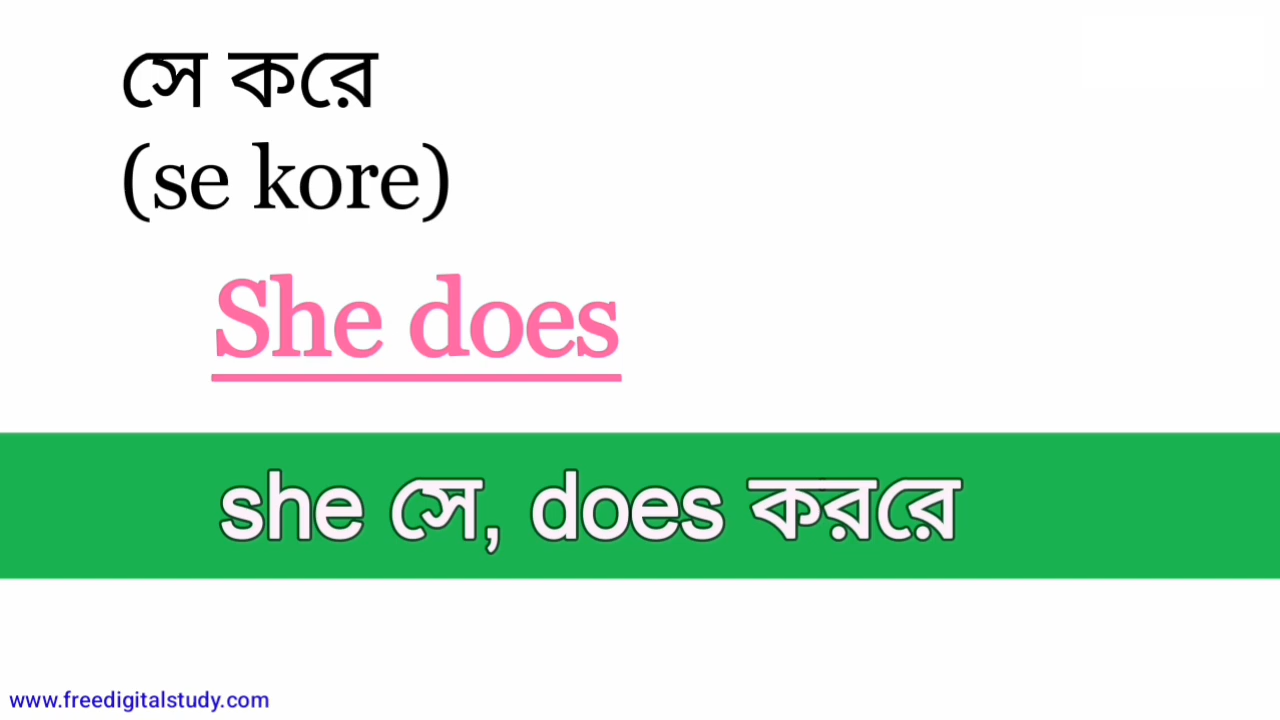 সে করে
(se kore)
She does
she সে, does কররে
www.freedigitalstudy.com